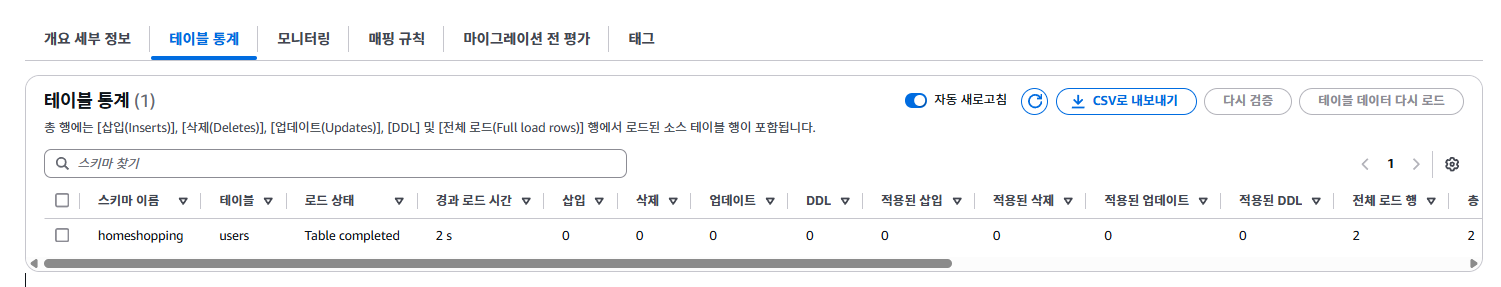 개요 세부 정보 테이블 통계 모니터링 매핑 규칙 마이그레이션 전 평가 태그
테이블 통계 (1) 자동 새로고침 CSV로 내보내기 다시 검증 테이블 데이터 다시 로드
총 행에는 [삽입(Inserts)], [삭제(Deletes)], [업데이트(Updates)], [DDL] 및 [전체 로드(Full load rows)] 행에서 로드된 소스 테이블 행이 포함됩니다.
스키마 찾기 1
스키마 이름 테이블 로드 상태 경과 로드 시간 삽입 삭제 업데이트 DDL 적용된 삽입 적용된 삭제 적용된 업데이트 적용된 DDL 전체 로드 행 총
homeshopping users Table completed 2 s 0 0 0 0 0 0 0 0 2 2